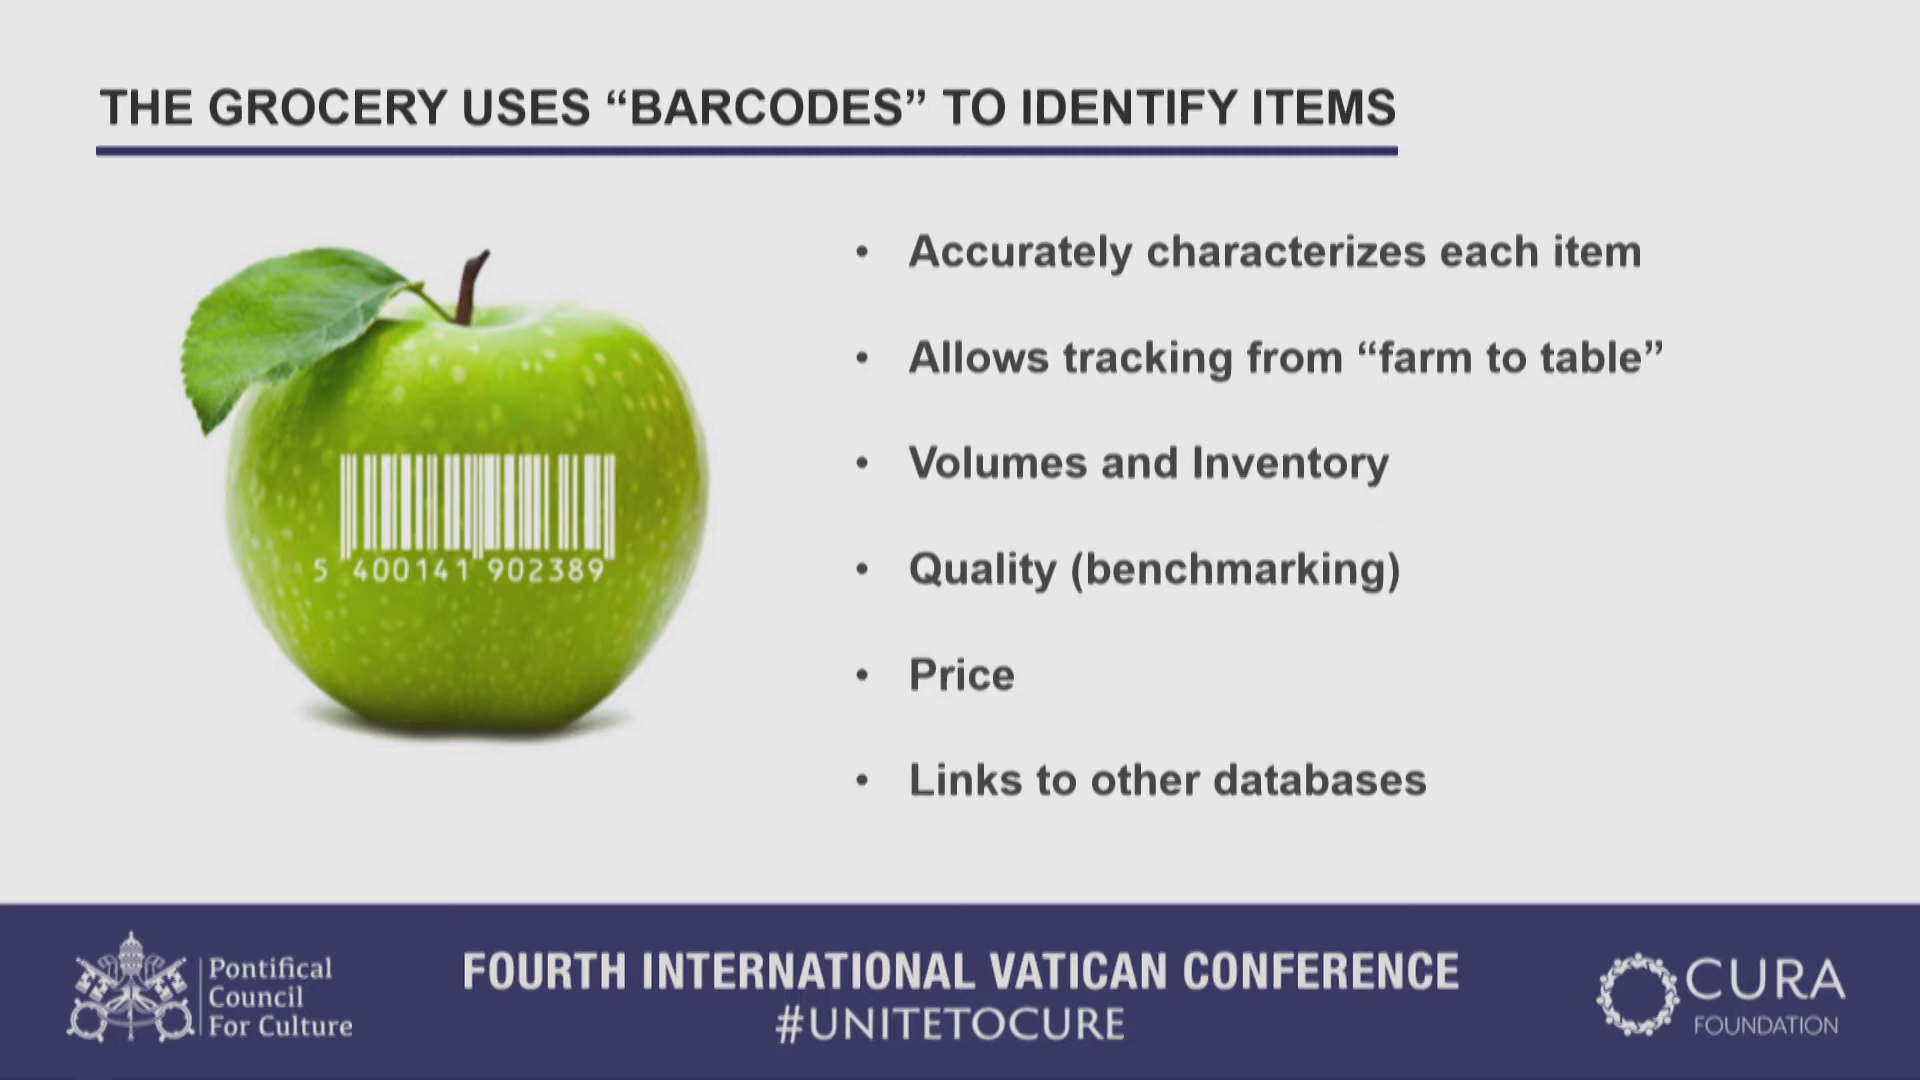 THE GROCERY USES “BARCODES” TO IDENTIFY ITEMS
5 400141 902389
• Accurately characterizes each item
• Allows tracking from “farm to table”
• Volumes and Inventory
• Quality (benchmarking)
• Price
• Links to other databases
Pontifical
Council
For Culture
FOURTH INTERNATIONAL VATICAN CONFERENCE
#UNITETOCURE
CURA
FOUNDATION